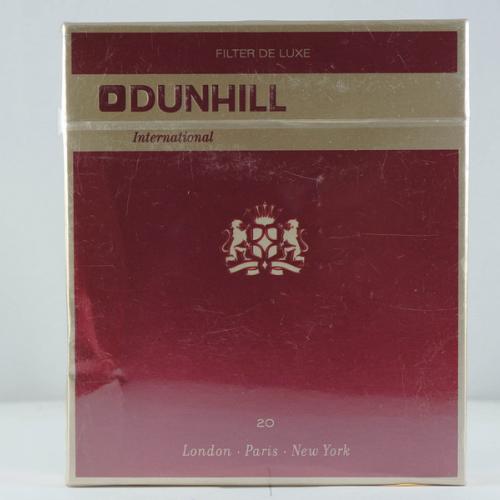 FILTER DE LUXE
DUNHILL
International
20
London · Paris · New York